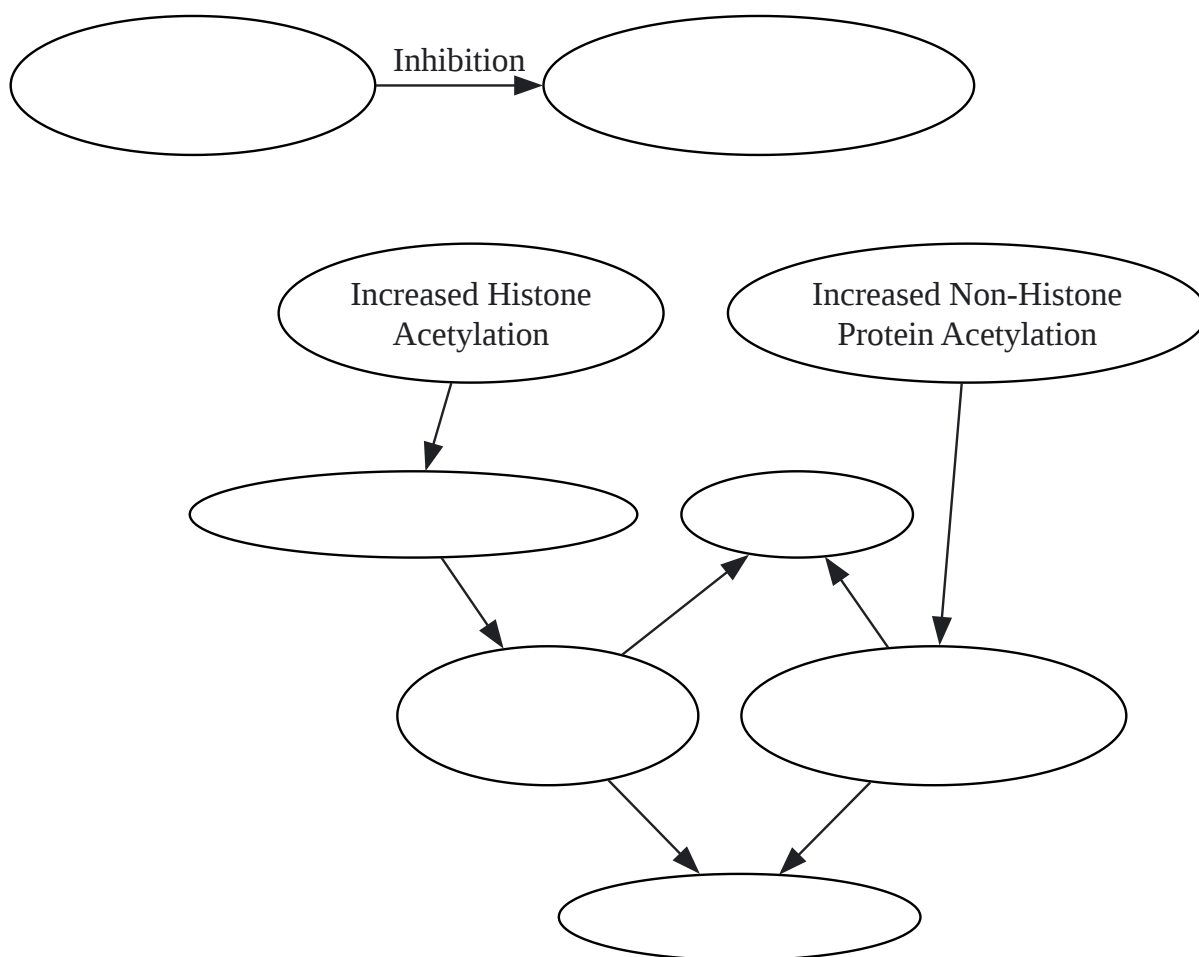 Inhibition
Increased Histone
Acetylation
Increased Non-Histone
Protein Acetylation